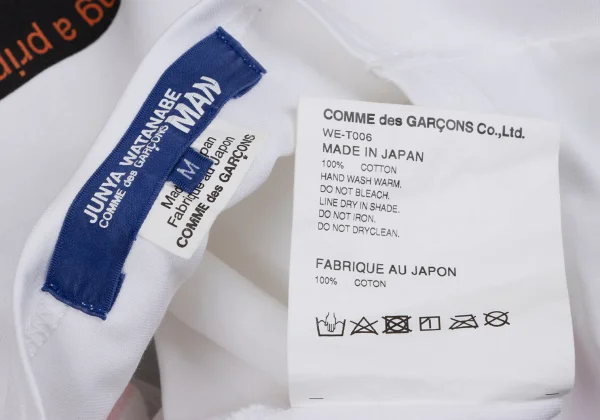 ng a prin
JUNYA WATANABE
COMME des GARÇONS
MAN
M
Made in Japan
Fabriqué au Japon
COMME des GARÇONS
COMME des GARÇONS Co.,Ltd.
WE-T006
MADE IN JAPAN
100% COTTON
HAND WASH WARM.
DO NOT BLEACH.
LINE DRY IN SHADE.
DO NOT IRON.
DO NOT DRYCLEAN.
FABRIQUE AU JAPON
100% COTON